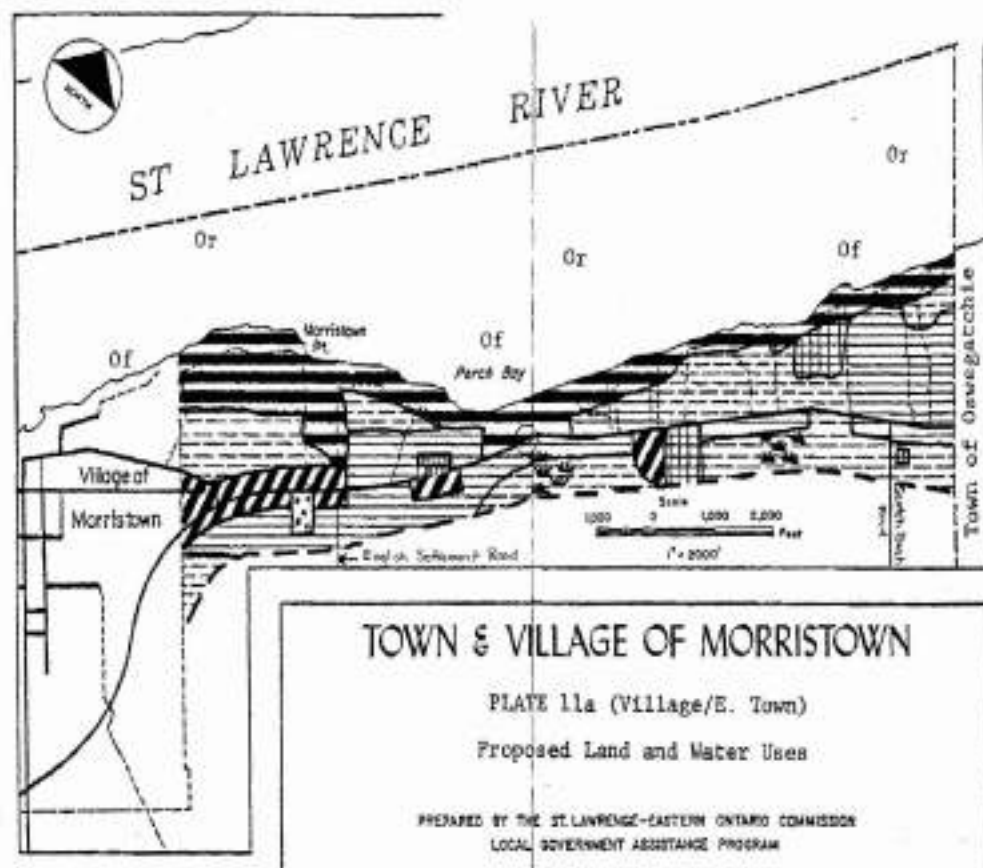 NORTH
ST LAWRENCE RIVER
Or
Or
Or
Of
Of
Of
Morristown
Pt.
Perch Bay
Town of Oswegatchie
Village of
Morristown
English Settlement Road
Scale
1,000 0 1,000 2,000
Feet
1" = 2000'
Road
TOWN & VILLAGE OF MORRISTOWN
PLATE 11a (Village/E. Town)
Proposed Land and Water Uses
PREPARED BY THE ST. LAWRENCE-EASTERN ONTARIO COMMISSION
LOCAL GOVERNMENT ASSISTANCE PROGRAM